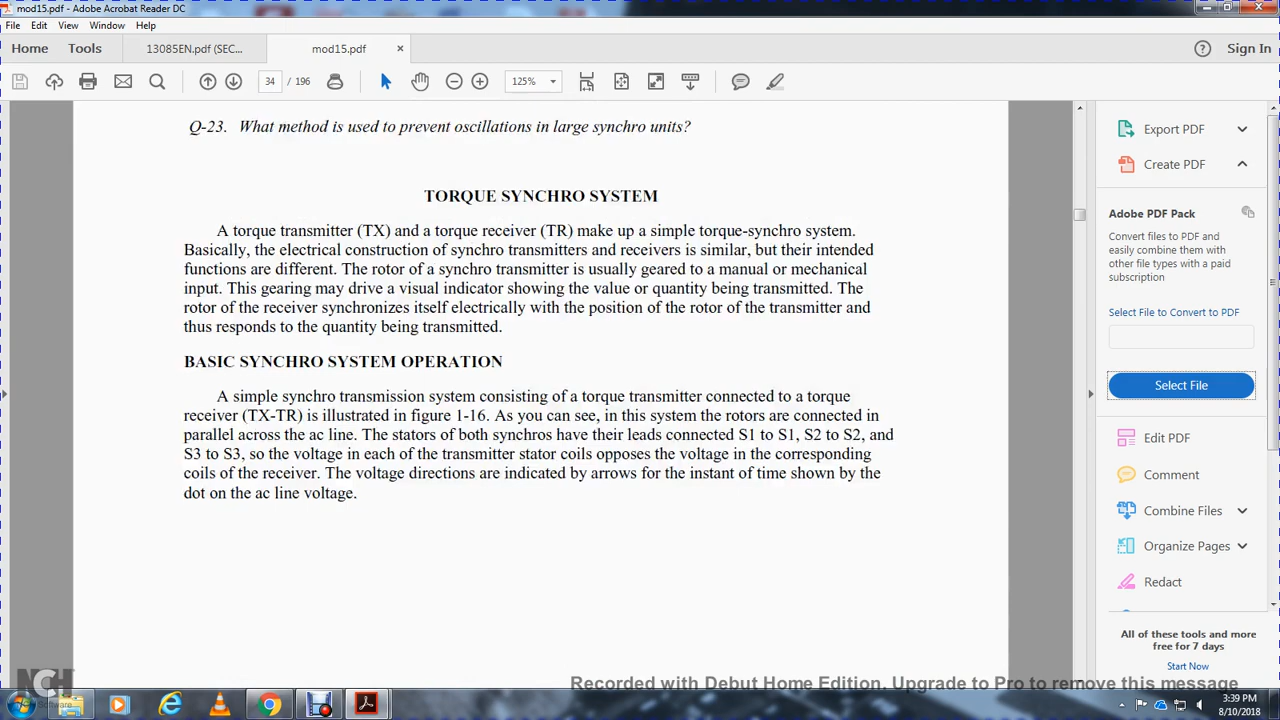 mod15.pdf - Adobe Acrobat Reader DC
File Edit View Window Help
Home Tools 13085EN.pdf (SEC... mod15.pdf × Sign In
34 / 196 125%
Q-23. What method is used to prevent oscillations in large synchro units?
TORQUE SYNCHRO SYSTEM
A torque transmitter (TX) and a torque receiver (TR) make up a simple torque-synchro system.
Basically, the electrical construction of synchro transmitters and receivers is similar, but their intended
functions are different. The rotor of a synchro transmitter is usually geared to a manual or mechanical
input. This gearing may drive a visual indicator showing the value or quantity being transmitted. The
rotor of the receiver synchronizes itself electrically with the position of the rotor of the transmitter and
thus responds to the quantity being transmitted.
BASIC SYNCHRO SYSTEM OPERATION
A simple synchro transmission system consisting of a torque transmitter connected to a torque
receiver (TX-TR) is illustrated in figure 1-16. As you can see, in this system the rotors are connected in
parallel across the ac line. The stators of both synchros have their leads connected S1 to S1, S2 to S2, and
S3 to S3, so the voltage in each of the transmitter stator coils opposes the voltage in the corresponding
coils of the receiver. The voltage directions are indicated by arrows for the instant of time shown by the
dot on the ac line voltage.
Export PDF
Create PDF
Adobe PDF Pack
Convert files to PDF and
easily combine them with
other file types with a paid
subscription
Select File to Convert to PDF
Select File
Edit PDF
Comment
Combine Files
Organize Pages
Redact
All of these tools and more
free for 7 days
Start Now
NCH
Software
Recorded with Debut Home Edition. Upgrade to Pro to remove this message
3:39 PM
8/10/2018